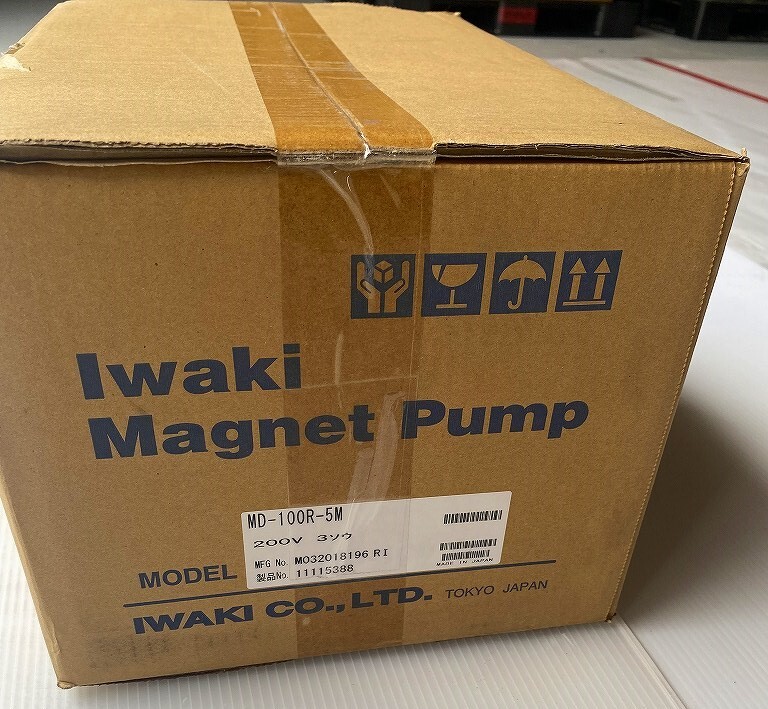 Iwaki
Magnet Pump
MD-100R-5M
200V 3ソウ
MFG No. M032018196 RI
製品No. 11115388
MADE IN JAPAN
MODEL
IWAKI CO., LTD. TOKYO JAPAN